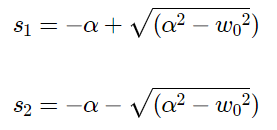 s₁ = −α + √(α² − w₀²)
s₂ = −α − √(α² − w₀²)